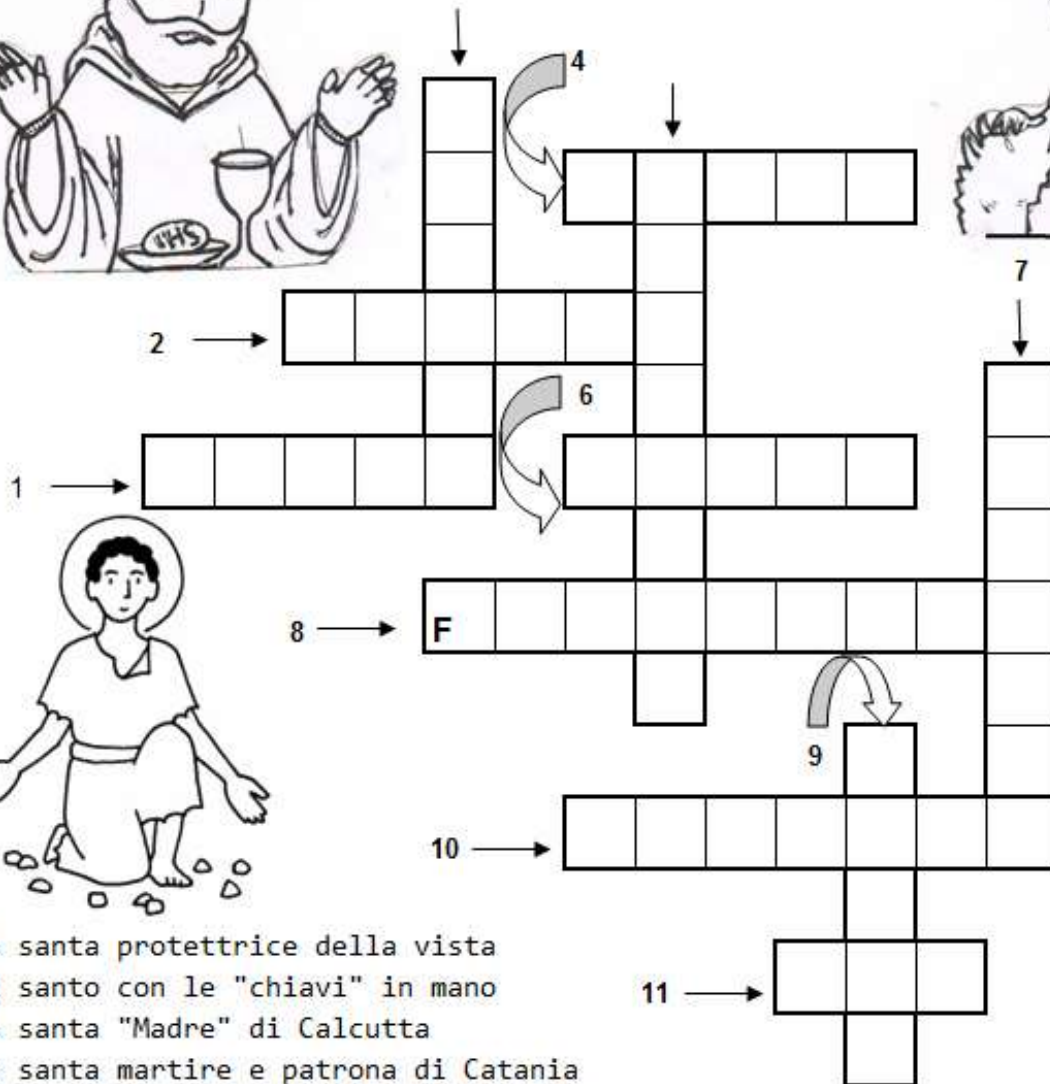 4
IHS
7
2
6
1
8
F
9
10
11
santa protettrice della vista
santo con le "chiavi" in mano
santa "Madre" di Calcutta
santa martire e patrona di Catania